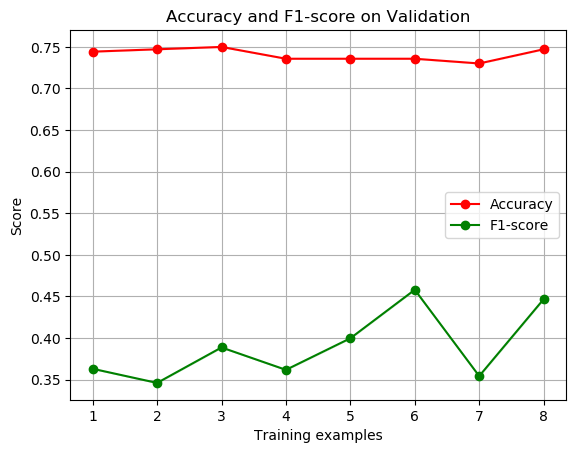 Accuracy and F1-score on Validation
0.75
0.70
0.65
0.60
0.55
0.50
0.45
0.40
0.35
Score
Accuracy
F1-score
1 2 3 4 5 6 7 8
Training examples